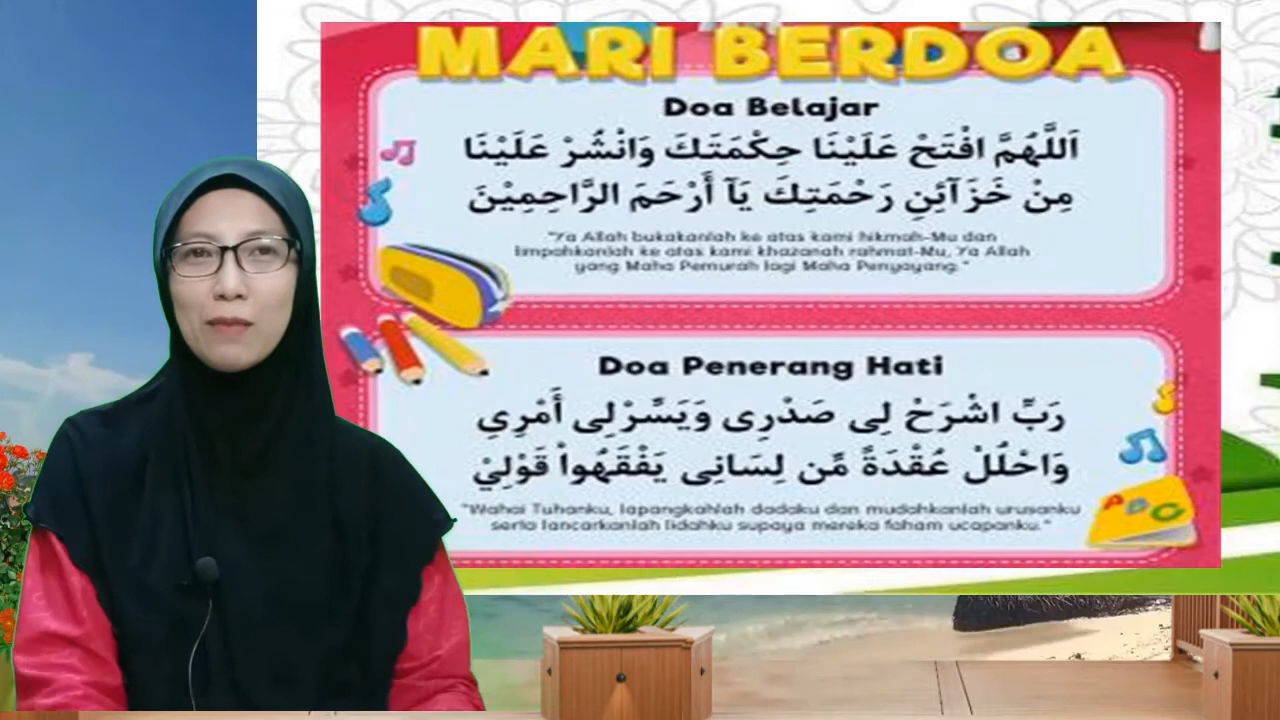 MARI BERDOA
Doa Belajar
اَللَّهُمَّ افْتَحْ عَلَيْنَا حِكْمَتَكَ وَانْشُرْ عَلَيْنَا
مِنْ خَزَآئِنِ رَحْمَتِكَ يَآ أَرْحَمَ الرَّاحِمِيْنَ
"Ya Allah bukakanlah ke atas kami hikmah-Mu dan
limpahkanlah ke atas kami khazanah rahmat-Mu, Ya Allah
yang Maha Pemurah lagi Maha Penyayang."
Doa Penerang Hati
رَبِّ اشْرَحْ لِى صَدْرِى وَيَسِّرْلِى أَمْرِى
وَاحْلُلْ عُقْدَةً مِّن لِسَانِى يَفْقَهُواْ قَوْلِيْ
"Wahai Tuhanku, lapangkahlah dadaku dan mudahkanlah urusanku
serta lancarkanlah lidahku supaya mereka faham ucapanku."
ABC